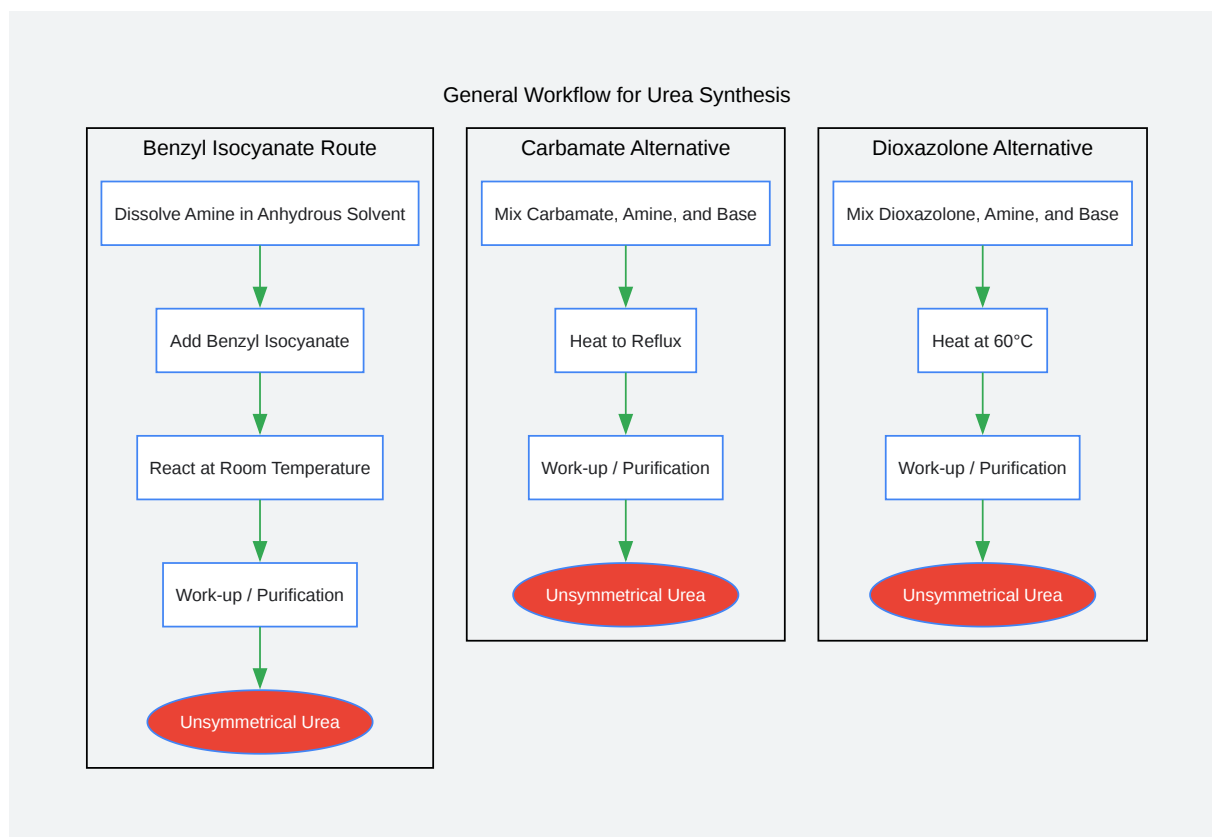 General Workflow for Urea Synthesis
Benzyl Isocyanate Route
Dissolve Amine in Anhydrous Solvent
Add Benzyl Isocyanate
React at Room Temperature
Work-up / Purification
Unsymmetrical Urea
Carbamate Alternative
Mix Carbamate, Amine, and Base
Heat to Reflux
Work-up / Purification
Unsymmetrical Urea
Dioxazolone Alternative
Mix Dioxazolone, Amine, and Base
Heat at 60°C
Work-up / Purification
Unsymmetrical Urea